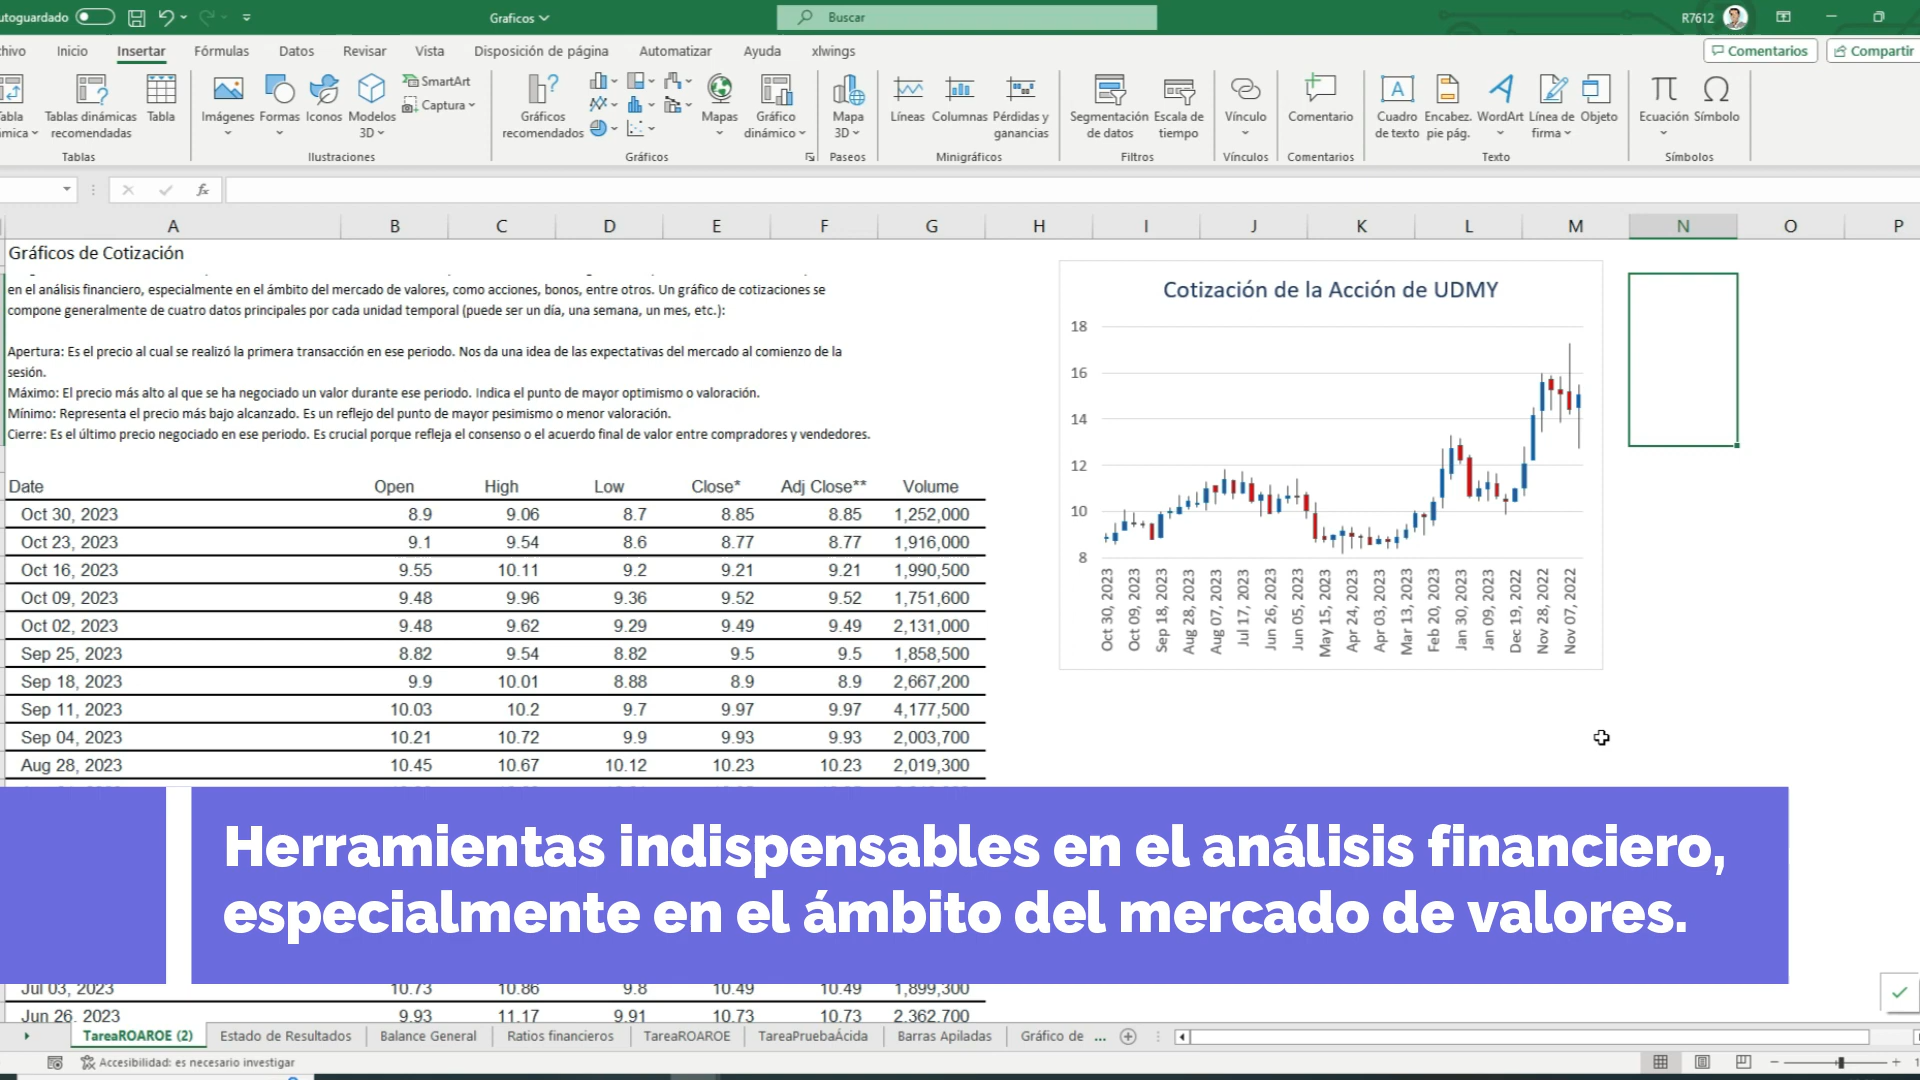 utoguardado
Graficos
Buscar
R7612
hivo Inicio Insertar Fórmulas Datos Revisar Vista Disposición de página Automatizar Ayuda xlwings Comentarios Compartir
Tabla Tablas dinámicas Tabla Imágenes Formas Iconos Modelos SmartArt Gráficos Mapas Gráfico Mapa Líneas Columnas Pérdidas y Segmentación Escala de Vínculo Comentario Cuadro Encabez. WordArt Línea de Objeto Ecuación Símbolo
mica recomendadas 3D Captura recomendados dinámico 3D ganancias de datos tiempo de texto pie pág. firma
Tablas Ilustraciones Gráficos Paseos Minigráficos Filtros Vínculos Comentarios Texto Símbolos
fx
A B C D E F G H I J K L M N O P
Gráficos de Cotización
en el análisis financiero, especialmente en el ámbito del mercado de valores, como acciones, bonos, entre otros. Un gráfico de cotizaciones se
compone generalmente de cuatro datos principales por cada unidad temporal (puede ser un día, una semana, un mes, etc.):
Apertura: Es el precio al cual se realizó la primera transacción en ese periodo. Nos da una idea de las expectativas del mercado al comienzo de la
sesión.
Máximo: El precio más alto al que se ha negociado un valor durante ese periodo. Indica el punto de mayor optimismo o valoración.
Mínimo: Representa el precio más bajo alcanzado. Es un reflejo del punto de mayor pesimismo o menor valoración.
Cierre: Es el último precio negociado en ese periodo. Es crucial porque refleja el consenso o el acuerdo final de valor entre compradores y vendedores.
Date Open High Low Close* Adj Close** Volume
Oct 30, 2023 8.9 9.06 8.7 8.85 8.85 1,252,000
Oct 23, 2023 9.1 9.54 8.6 8.77 8.77 1,916,000
Oct 16, 2023 9.55 10.11 9.2 9.21 9.21 1,990,500
Oct 09, 2023 9.48 9.96 9.36 9.52 9.52 1,751,600
Oct 02, 2023 9.48 9.62 9.29 9.49 9.49 2,131,000
Sep 25, 2023 8.82 9.54 8.82 9.5 9.5 1,858,500
Sep 18, 2023 9.9 10.01 8.88 8.9 8.9 2,667,200
Sep 11, 2023 10.03 10.2 9.7 9.97 9.97 4,177,500
Sep 04, 2023 10.21 10.72 9.9 9.93 9.93 2,003,700
Aug 28, 2023 10.45 10.67 10.12 10.23 10.23 2,019,300
Cotización de la Acción de UDMY
18
16
14
12
10
8
Oct 30, 2023
Oct 09, 2023
Sep 18, 2023
Aug 28, 2023
Aug 07, 2023
Jul 17, 2023
Jun 26, 2023
Jun 05, 2023
May 15, 2023
Apr 24, 2023
Apr 03, 2023
Mar 13, 2023
Feb 20, 2023
Jan 30, 2023
Jan 09, 2023
Dec 19, 2022
Nov 28, 2022
Nov 07, 2022
Herramientas indispensables en el análisis financiero,
especialmente en el ámbito del mercado de valores.
Jul 03, 2023 10.73 10.86 9.8 10.49 10.49 1,899,300
Jun 26, 2023 9.93 11.17 9.91 10.73 10.73 2,362,700
TareaROAROE (2) Estado de Resultados Balance General Ratios financieros TareaROAROE TareaPruebaÁcida Barras Apiladas Gráfico de ...
Accesibilidad: es necesario investigar